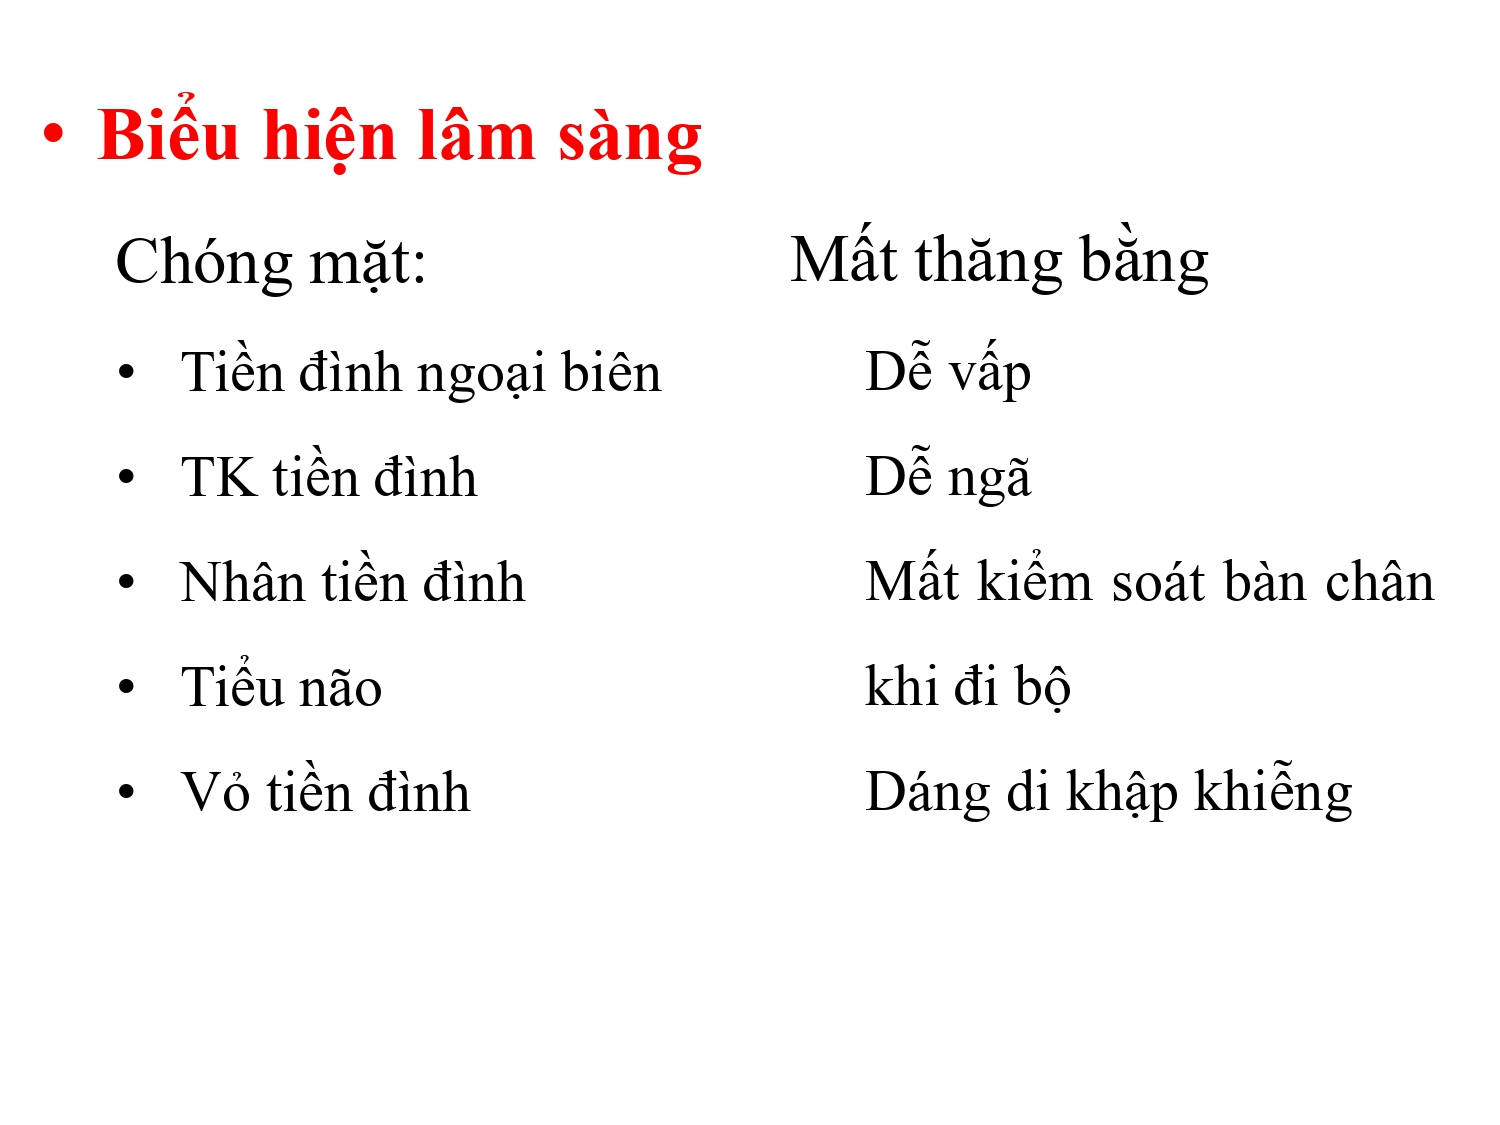 • Biểu hiện lâm sàng
Chóng mặt:
• Tiền đình ngoại biên
• TK tiền đình
• Nhân tiền đình
• Tiểu não
• Vỏ tiền đình
Mất thăng bằng
Dễ vấp
Dễ ngã
Mất kiểm soát bàn chân
khi đi bộ
Dáng di khập khiễng